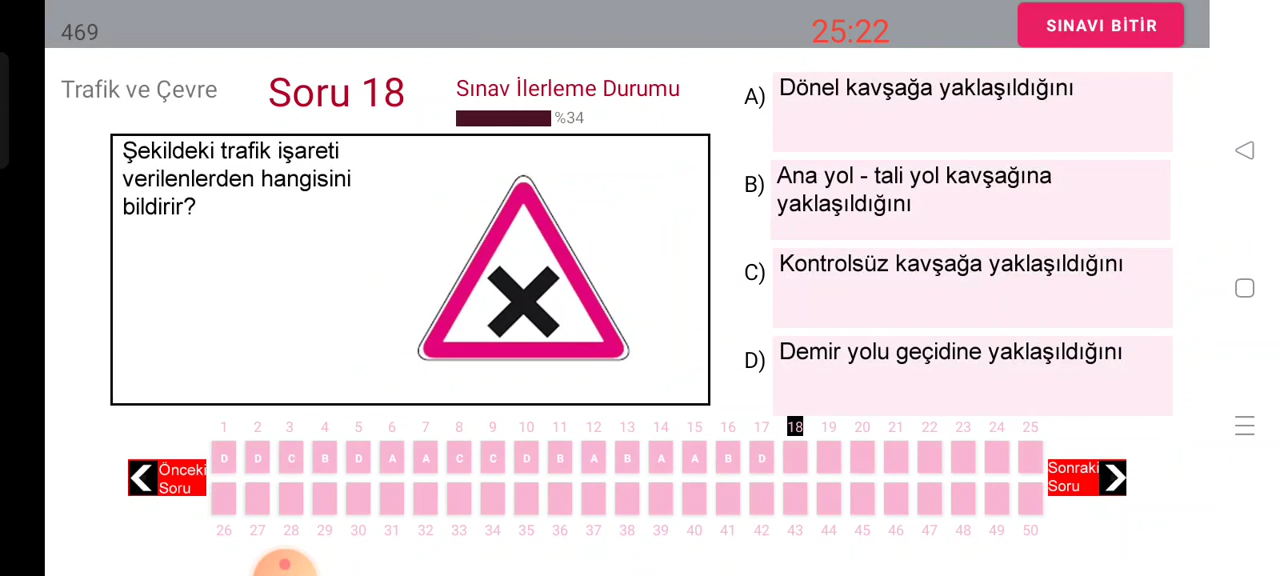 469
25:22
SINAVI BİTİR
Trafik ve Çevre
Soru 18
Sınav İlerleme Durumu
%34
Şekildeki trafik işareti
verilenlerden hangisini
bildirir?
A) Dönel kavşağa yaklaşıldığını
B) Ana yol - tali yol kavşağına
yaklaşıldığını
C) Kontrolsüz kavşağa yaklaşıldığını
D) Demir yolu geçidine yaklaşıldığını
1 2 3 4 5 6 7 8 9 10 11 12 13 14 15 16 17 18 19 20 21 22 23 24 25
D D C B D A A C C D B A B A A B D
Önceki
Soru
Sonraki
Soru
26 27 28 29 30 31 32 33 34 35 36 37 38 39 40 41 42 43 44 45 46 47 48 49 50